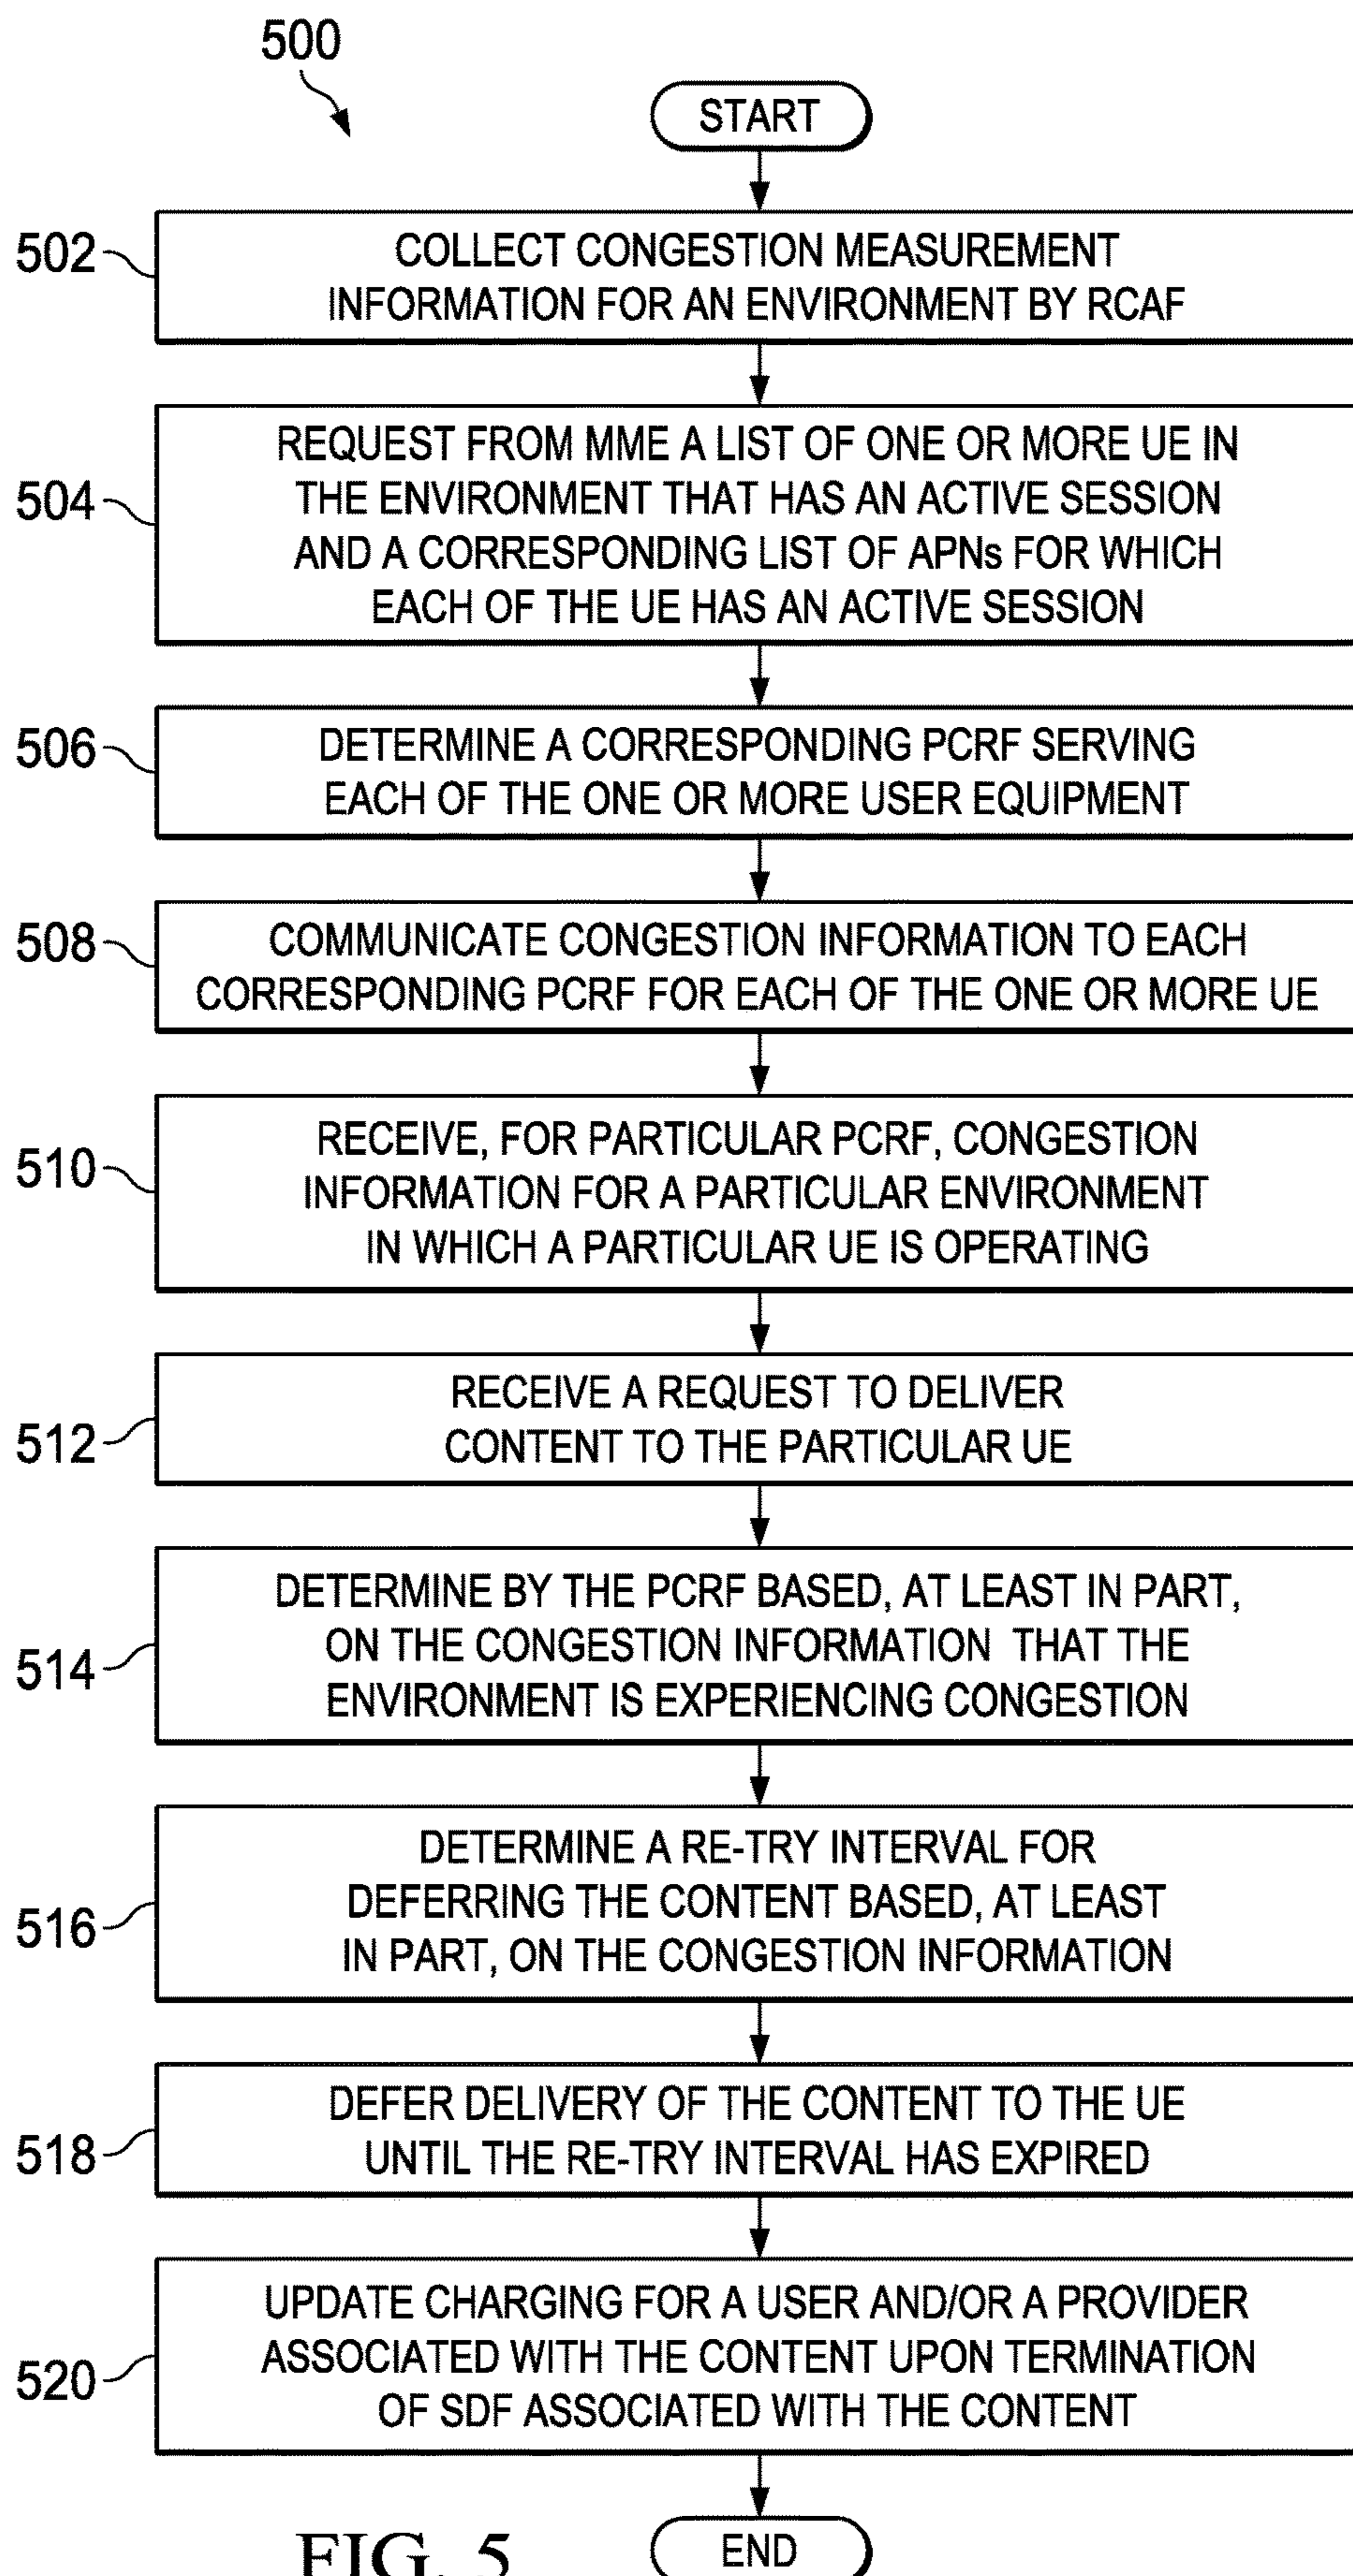 500
START
502
COLLECT CONGESTION MEASUREMENT
INFORMATION FOR AN ENVIRONMENT BY RCAF
504
REQUEST FROM MME A LIST OF ONE OR MORE UE IN
THE ENVIRONMENT THAT HAS AN ACTIVE SESSION
AND A CORRESPONDING LIST OF APNs FOR WHICH
EACH OF THE UE HAS AN ACTIVE SESSION
506
DETERMINE A CORRESPONDING PCRF SERVING
EACH OF THE ONE OR MORE USER EQUIPMENT
508
COMMUNICATE CONGESTION INFORMATION TO EACH
CORRESPONDING PCRF FOR EACH OF THE ONE OR MORE UE
510
RECEIVE, FOR PARTICULAR PCRF, CONGESTION
INFORMATION FOR A PARTICULAR ENVIRONMENT
IN WHICH A PARTICULAR UE IS OPERATING
512
RECEIVE A REQUEST TO DELIVER
CONTENT TO THE PARTICULAR UE
514
DETERMINE BY THE PCRF BASED, AT LEAST IN PART,
ON THE CONGESTION INFORMATION THAT THE
ENVIRONMENT IS EXPERIENCING CONGESTION
516
DETERMINE A RE-TRY INTERVAL FOR
DEFERRING THE CONTENT BASED, AT LEAST
IN PART, ON THE CONGESTION INFORMATION
518
DEFER DELIVERY OF THE CONTENT TO THE UE
UNTIL THE RE-TRY INTERVAL HAS EXPIRED
520
UPDATE CHARGING FOR A USER AND/OR A PROVIDER
ASSOCIATED WITH THE CONTENT UPON TERMINATION
OF SDF ASSOCIATED WITH THE CONTENT
END
FIG. 5